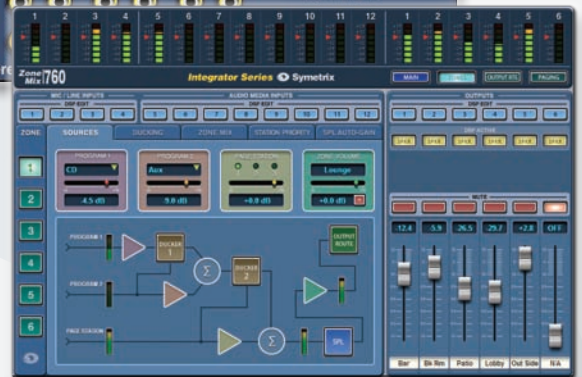 re
1 2 3 4 5 6 7 8 9 10 11 12 1 2 3 4 5 6
Zone Mix 760
Integrator Series Symetrix
MAIN OUTPUT RTE PAGING
MIC / LINE INPUTS AUDIO MEDIA INPUTS OUTPUTS
DSP EDIT DSP EDIT DSP EDIT
1 2 3 4 5 6 7 8 9 10 11 12 1 2 3 4 5 6
ZONE SOURCES DUCKING ZONE MIX STATION PRIORITY SPL AUTO-GAIN
DSP ACTIVE
1
PROGRAM 1 PROGRAM 2 PAGE STATION ZONE VOLUME
CD Aux Lounge
-4.5 dB -9.0 dB +0.0 dB +0.0 dB
2
3
4
5
6
MUTE
-12.4 -5.9 -26.5 -29.7 +2.8 OFF
PROGRAM 1
DUCKER 1
OUTPUT ROUTE
Σ
DUCKER 2
PROGRAM 2
PAGE STATION
Σ
SPL
Bar Bk Rm Patio Lobby Out Side N/A